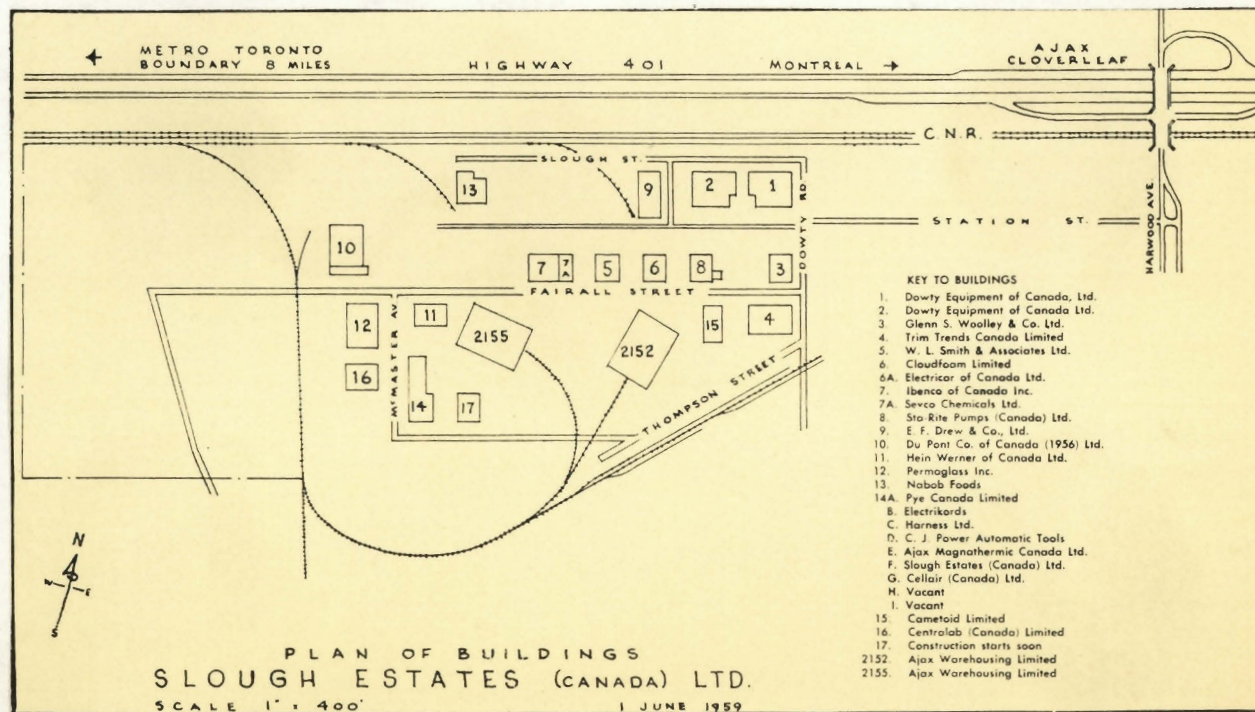 METRO TORONTO
BOUNDARY 8 MILES
HIGHWAY 401
MONTREAL
AJAX
CLOVERLEAF
C.N.R.
SLOUGH ST.
13
9
2
1
DOWTY RD
STATION ST.
HARWOOD AVE.
10
7
7A
5
6
8
3
FAIRALL STREET
12
McMASTER AV.
11
2155
2152
15
4
16
14
17
THOMPSON STREET
N
W
E
S
KEY TO BUILDINGS
1. Dowty Equipment of Canada, Ltd.
2. Dowty Equipment of Canada Ltd.
3. Glenn S. Woolley & Co. Ltd.
4. Trim Trends Canada Limited
5. W. L. Smith & Associates Ltd.
6. Cloudfoam Limited
6A. Electricar of Canada Ltd.
7. Ibenco of Canada Inc.
7A. Sevco Chemicals Ltd.
8. Sta-Rite Pumps (Canada) Ltd.
9. E. F. Drew & Co., Ltd.
10. Du Pont Co. of Canada (1956) Ltd.
11. Hein Werner of Canada Ltd.
12. Permaglass Inc.
13. Nabob Foods
14A. Pye Canada Limited
B. Electrikords
C. Harness Ltd.
D. C. J. Power Automatic Tools
E. Ajax Magnathermic Canada Ltd.
F. Slough Estates (Canada) Ltd.
G. Cellair (Canada) Ltd.
H. Vacant
I. Vacant
15. Cametoid Limited
16. Centralab (Canada) Limited
17. Construction starts soon
2152. Ajax Warehousing Limited
2155. Ajax Warehousing Limited
PLAN OF BUILDINGS
SLOUGH ESTATES (CANADA) LTD.
SCALE 1" = 400'
1 JUNE 1959